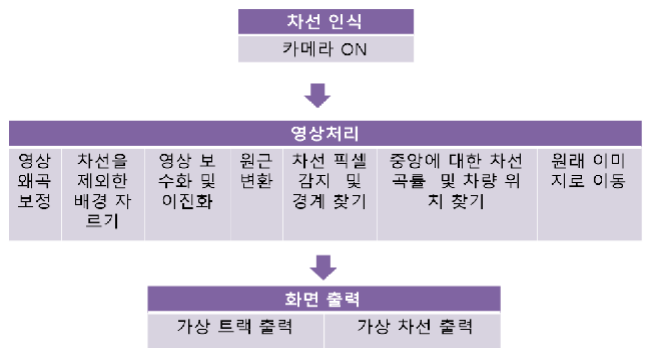 차선 인식
카메라 ON
영상처리
영상
왜곡
보정
차선을
제외한
배경 자
르기
영상 보
수화 및
이진화
원근
변환
차선 픽셀
감지 및
경계 찾기
중앙에 대한 차선
곡률 및 차량 위
치 찾기
원래 이미
지로 이동
화면 출력
가상 트랙 출력
가상 차선 출력